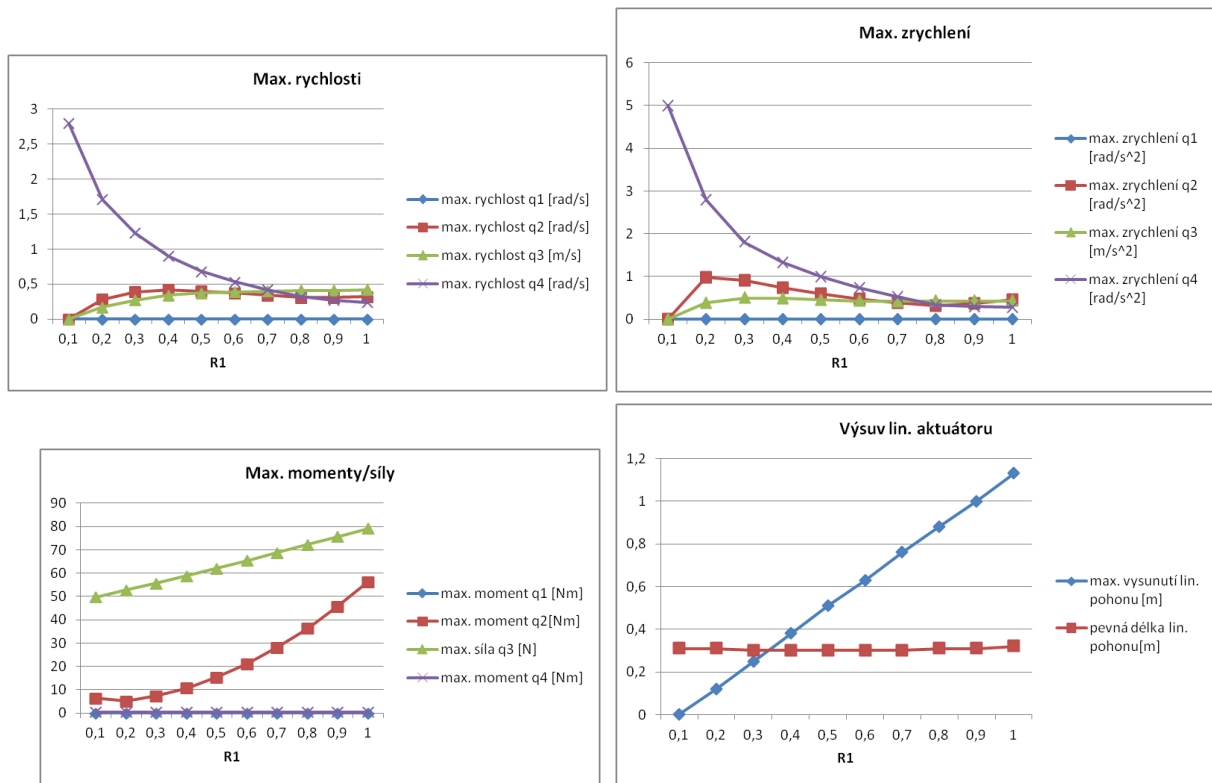 Max. rychlosti
3
2,5
2
1,5
1
0,5
0
0,1 0,2 0,3 0,4 0,5 0,6 0,7 0,8 0,9 1
R1
max. rychlost q1 [rad/s]
max. rychlost q2 [rad/s]
max. rychlost q3 [m/s]
max. rychlost q4 [rad/s]
Max. zrychlení
6
5
4
3
2
1
0
0,1 0,2 0,3 0,4 0,5 0,6 0,7 0,8 0,9 1
R1
max. zrychlení q1
[rad/s^2]
max. zrychlení q2
[rad/s^2]
max. zrychlení q3
[m/s^2]
max. zrychlení q4
[rad/s^2]
Max. momenty/síly
90
80
70
60
50
40
30
20
10
0
0,1 0,2 0,3 0,4 0,5 0,6 0,7 0,8 0,9 1
R1
max. moment q1 [Nm]
max. moment q2[Nm]
max. síla q3 [N]
max. moment q4 [Nm]
Výsuv lin. aktuátoru
1,2
1
0,8
0,6
0,4
0,2
0
0,1 0,2 0,3 0,4 0,5 0,6 0,7 0,8 0,9 1
R1
max. vysunutí lin.
pohonu [m]
pevná délka lin.
pohonu[m]